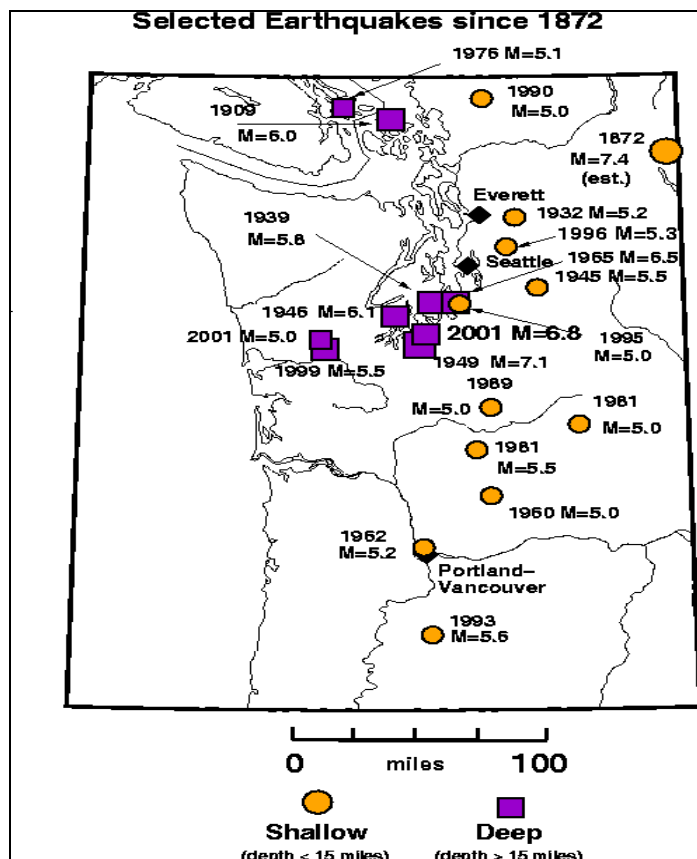 Selected Earthquakes since 1872
1976 M=5.1
1990
M=5.0
1909
M=6.0
1872
M=7.4
(est.)
Everett
1932 M=5.2
1939
M=5.8
1996 M=5.3
Seattle
1965 M=6.5
1945 M=5.5
1946 M=6.1
2001 M=5.0
2001 M=6.8
1995
M=5.0
1999 M=5.5
1949 M=7.1
1989
M=5.0
1981
M=5.0
1981
M=5.5
1960 M=5.0
1962
M=5.2
Portland–
Vancouver
1993
M=5.6
0 miles 100
Shallow
(depth < 15 miles)
Deep
(depth > 15 miles)